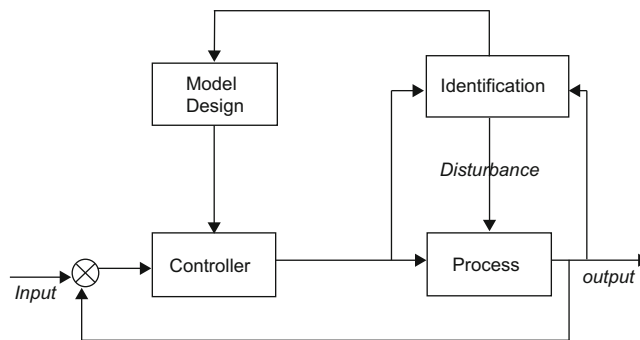 Model
Design
Identification
Disturbance
Controller
Process
Input
output